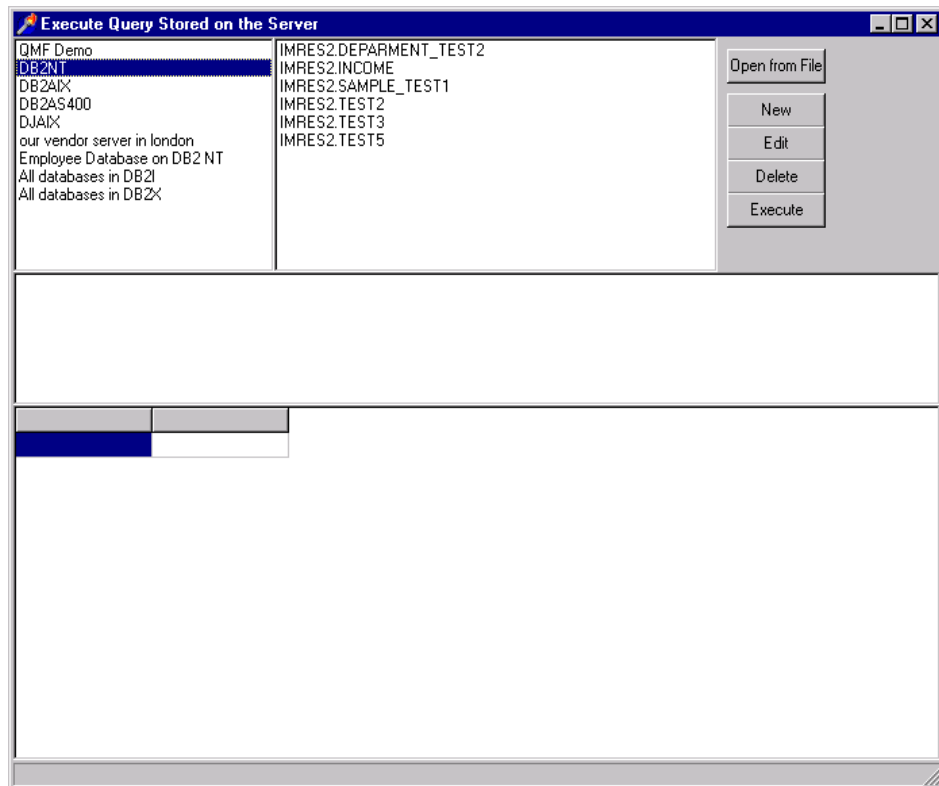 Execute Query Stored on the Server
QMF Demo
DB2NT
DB2AIX
DB2AS400
DJAIX
our vendor server in london
Employee Database on DB2 NT
All databases in DB2I
All databases in DB2X
IMRES2.DEPARMENT_TEST2
IMRES2.INCOME
IMRES2.SAMPLE_TEST1
IMRES2.TEST2
IMRES2.TEST3
IMRES2.TEST5
Open from File
New
Edit
Delete
Execute